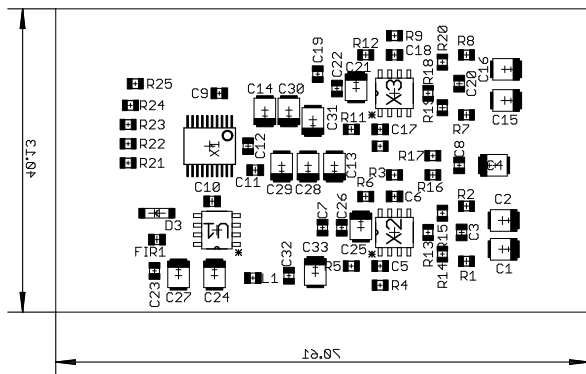 R9
R20
R8
C19
R12
C18
C22
C21
C16
R25
C9
C14
C30
X3
R18
C20
C15
R24
R19
R7
R23
C31
R11
C17
X1
C12
R22
R17
C8
C4
R21
C11
C29
C28
C13
R3
R16
C10
R6
C6
R2
C2
D3
U1
C7
C26
C25
X2
R13
R15
C3
C1
FIR1
C23
C27
C24
L1
C32
C33
R5
C5
R4
R14
R1
40.13
70.61